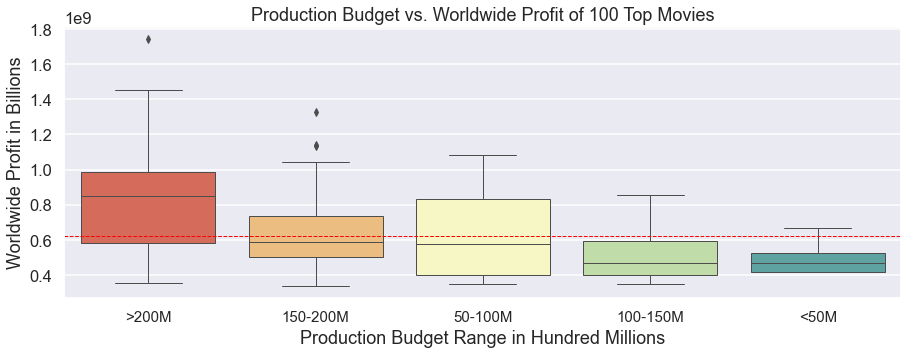 Production Budget vs. Worldwide Profit of 100 Top Movies
1e9
1.8
1.6
1.4
1.2
1.0
0.8
0.6
0.4
Worldwide Profit in Billions
>200M
150-200M
50-100M
100-150M
<50M
Production Budget Range in Hundred Millions